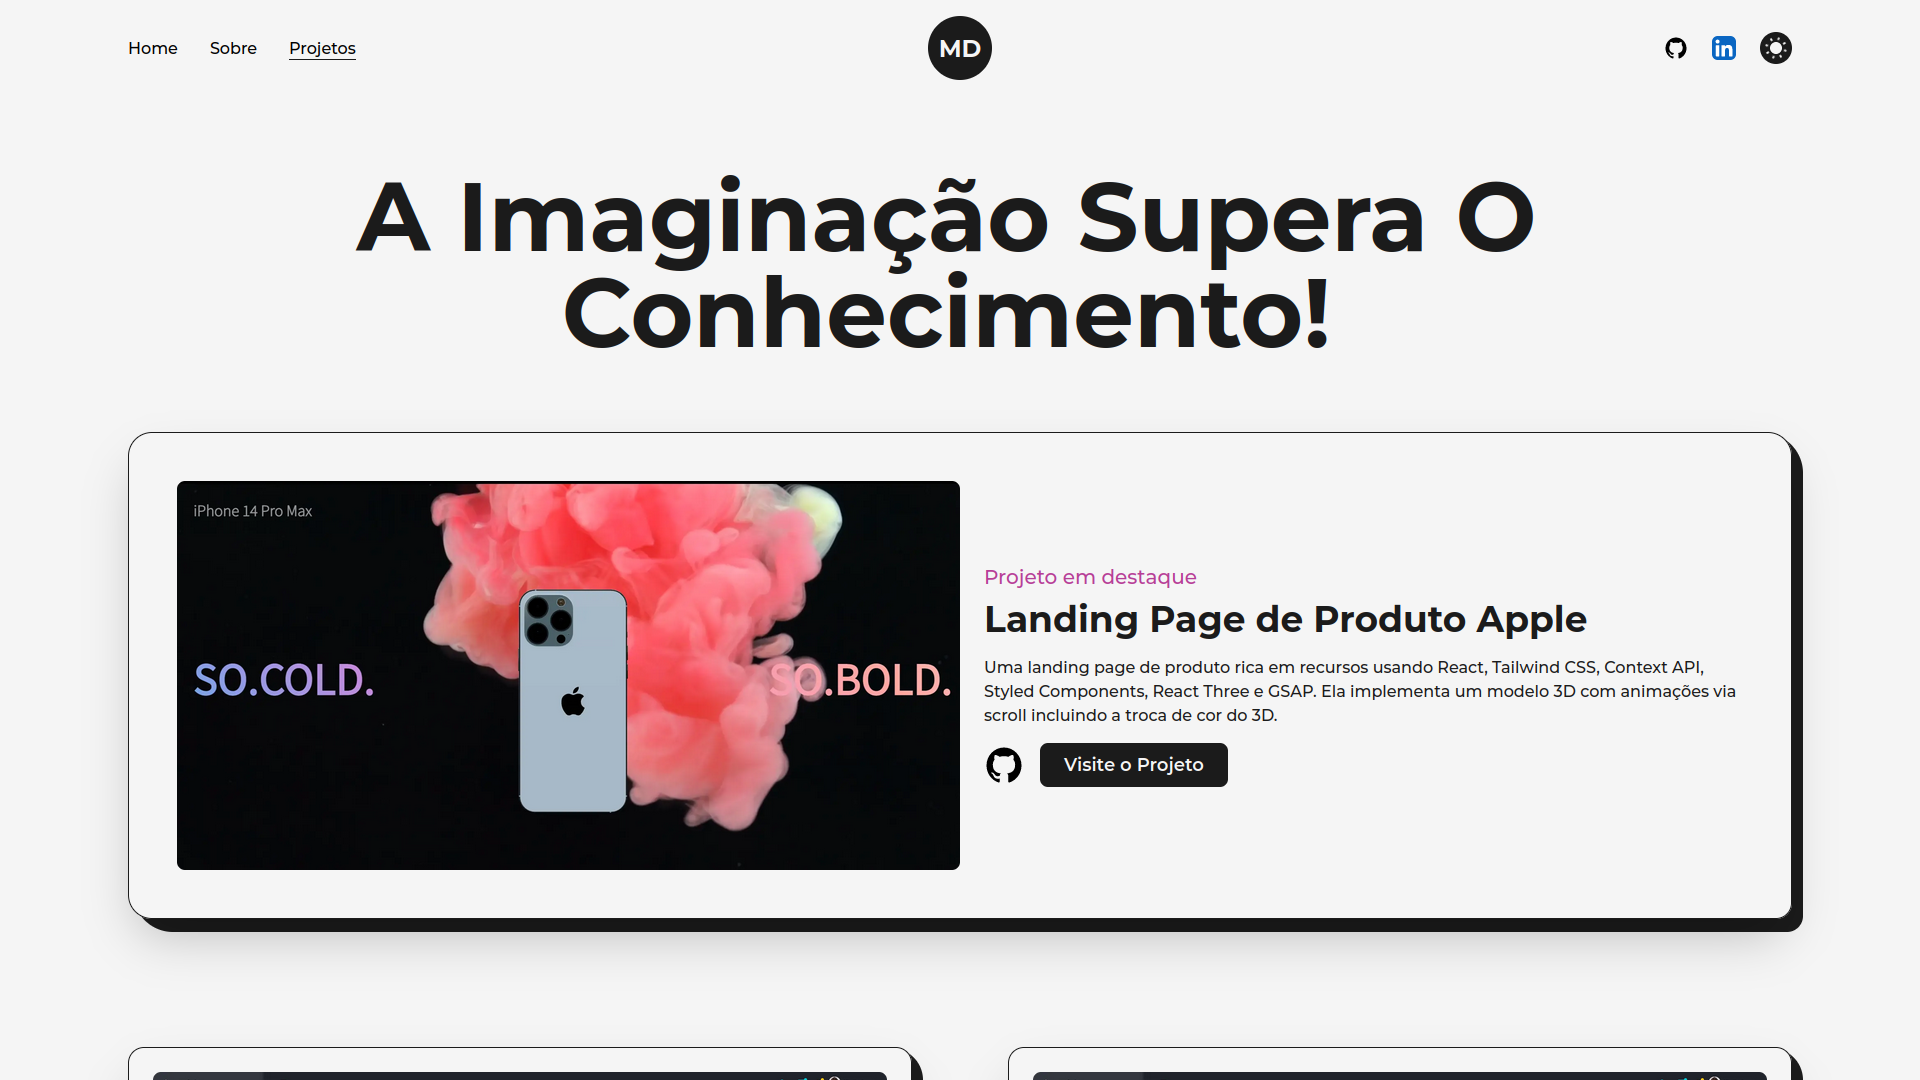 Home Sobre Projetos
MD
in
A Imaginação Supera O
Conhecimento!
iPhone 14 Pro Max
SO.COLD.
SO.BOLD.
Projeto em destaque
Landing Page de Produto Apple
Uma landing page de produto rica em recursos usando React, Tailwind CSS, Context API,
Styled Components, React Three e GSAP. Ela implementa um modelo 3D com animações via
scroll incluindo a troca de cor do 3D.
Visite o Projeto